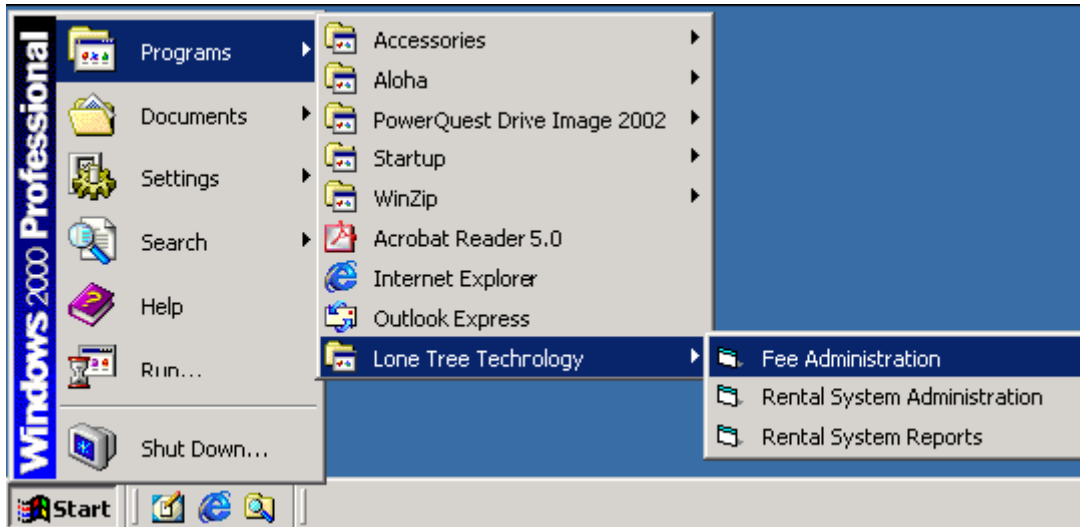 Windows 2000 Professional
Programs
Documents
Settings
Search
Help
Run...
Shut Down...
Accessories
Aloha
PowerQuest Drive Image 2002
Startup
WinZip
Acrobat Reader 5.0
Internet Explorer
Outlook Express
Lone Tree Technology
Fee Administration
Rental System Administration
Rental System Reports
Start